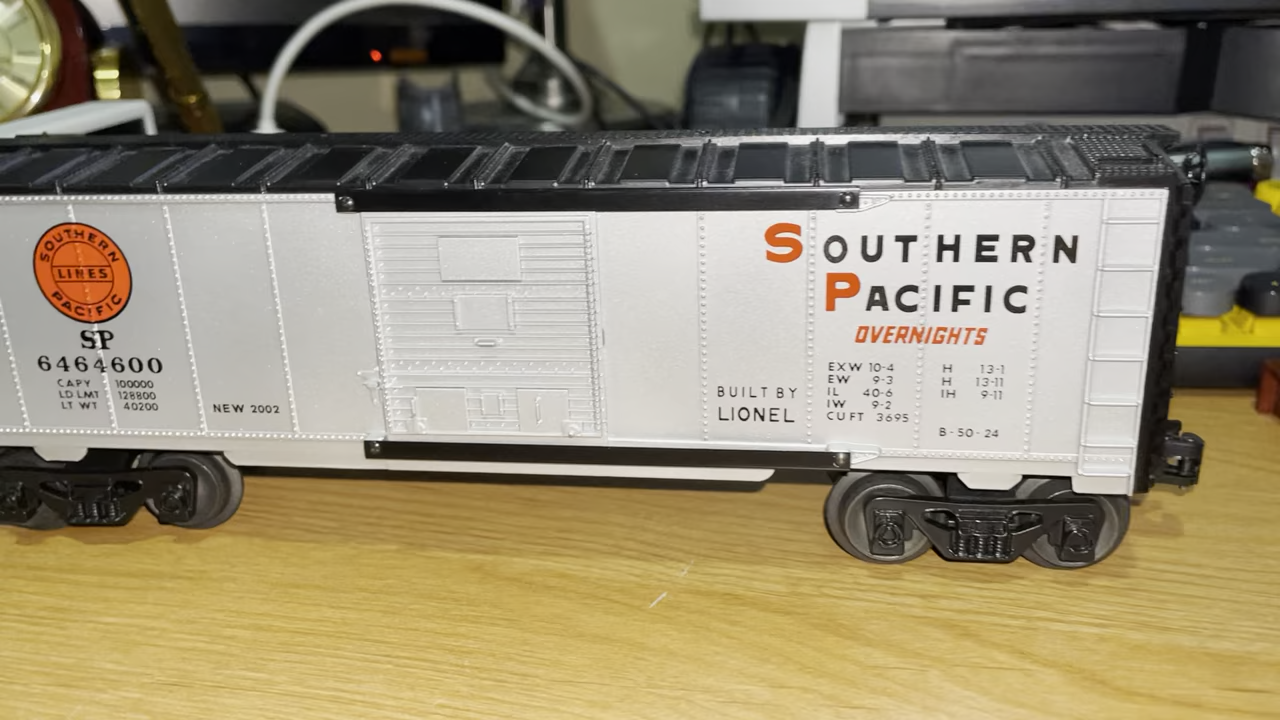 SOUTHERN
LINES
PACIFIC
SP
6464600
CAPY 100000
LD LMT 128800
LT WT 40200
NEW 2002
SOUTHERN
PACIFIC
OVERNIGHTS
BUILT BY
LIONEL
EXW 10-4 H 13-1
EW 9-3 H 13-11
IL 40-6 IH 9-11
IW 9-2
CU FT 3695
B-50-24